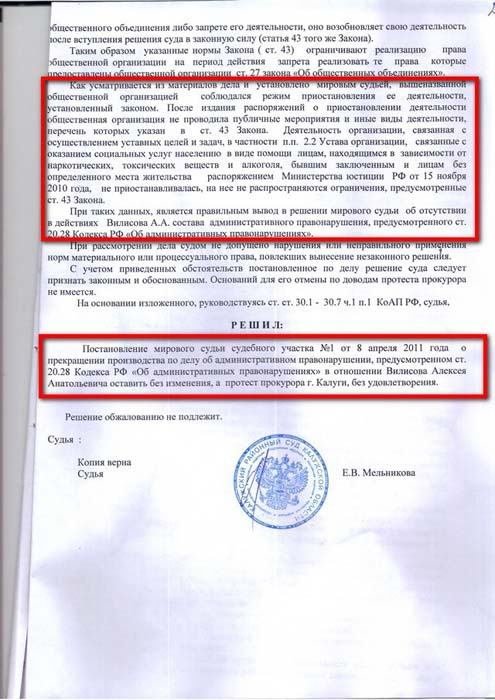 общественного объединения либо запрете его деятельности, оно возобновляет свою деятельность
после вступления решения суда в законную силу (статья 43 того же Закона).
Таким образом указанные нормы Закона ( ст. 43) ограничивают реализацию права
общественной организации на период действия запрета реализовать те права которые
предоставлены общественной организации ст. 27 закона «Об общественных объединениях».
Как усматривается из материалов дела и установлено мировым судьей, вышеназванной
общественной организацией соблюдался режим приостановления ее деятельности,
установленный законом. После издания распоряжений о приостановлении деятельности
общественная организация не проводила публичные мероприятия и иные виды деятельности,
перечень которых указан в ст. 43 Закона. Деятельность организации, связанная с
осуществлением уставных целей и задач, в частности п.п. 2.2 Устава организации, связанные с
оказанием социальных услуг населению в виде помощи лицам, находящимся в зависимости от
наркотических, токсических веществ и алкоголя, бывшим заключенным и лицам без
определенного места жительства распоряжением Министерства юстиции РФ от 15 ноября
2010 года, не приостанавливалась, на нее не распространяются ограничения, предусмотренные
ст. 43 Закона.
При таких данных, является правильным вывод в решении мирового судьи об отсутствии
в действиях Вилисова А.А. состава административного правонарушения, предусмотренного ст.
20.28 Кодекса РФ «Об административных правонарушениях».
При рассмотрении дела судом не допущено нарушения или неправильного применения
норм материального или процессуального права, повлекших вынесение незаконного решения.
С учетом приведенных обстоятельств постановленное по делу решение суда следует
признать законным и обоснованным. Оснований для его отмены по доводам протеста прокурора
не имеется.
На основании изложенного, руководствуясь ст. ст. 30.1 - 30.7 ч.1 п.1 КоАП РФ, судья,
Р Е Ш И Л:
Постановление мирового судьи судебного участка №1 от 8 апреля 2011 года о
прекращении производства по делу об административном правонарушении, предусмотренном ст.
20.28 Кодекса РФ «Об административных правонарушениях» в отношении Вилисова Алексея
Анатольевича оставить без изменения, а протест прокурора г. Калуги, без удовлетворения.
Решение обжалованию не подлежит.
Судья :
Копия верна
Судья Е.В. Мельникова
КАЛУЖСКИЙ РАЙОННЫЙ СУД КАЛУЖСКОЙ ОБЛАСТИ